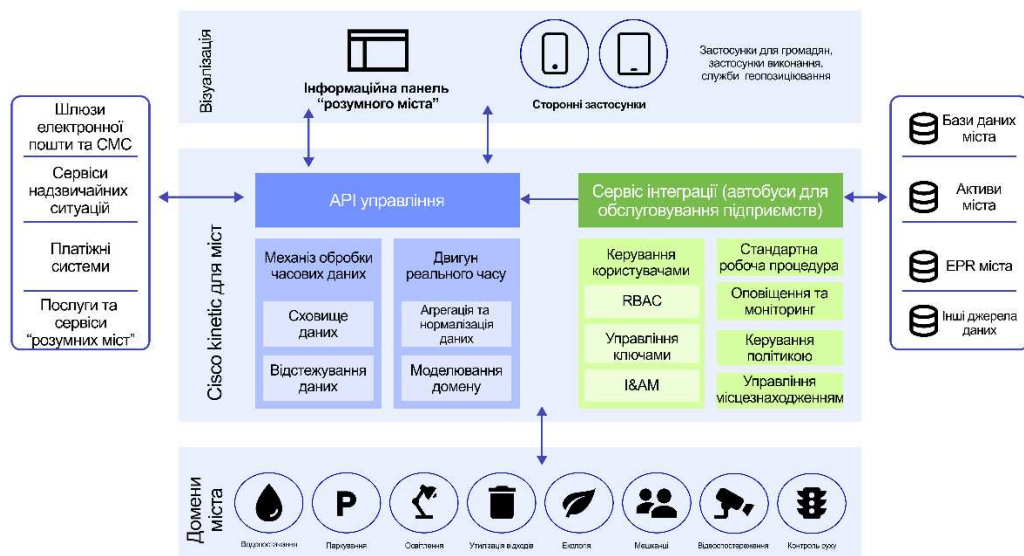 Візуалізація
Інформаційна панель
“розумного міста”
Сторонні застосунки
Застосунки для громадян,
застосунки виконання,
служби геопозиціювання
Шлюзи
електронної
пошти та СМС
Сервіси
надзвичайних
ситуацій
Платіжні
системи
Послуги та
сервіси
“розумних міст”
Cisco kinetic для міст
API управління
Механіз обробки
часових даних
Сховище
даних
Відстежування
даних
Двигун
реального часу
Агрегація та
нормалізація
даних
Моделювання
домену
Сервіс інтеграції (автобуси для
обслуговування підприємств)
Керування
користувачами
RBAC
Управління
ключами
I&AM
Стандартна
робоча процедура
Оповіщення та
моніторинг
Керування
політикою
Управління
місцезнаходженням
Бази даних
міста
Активи
міста
EPR міста
Інші джерела
даних
Домени
міста
P
Водопостачання
Паркування
Освітлення
Утилізація відходів
Екологія
Мешканці
Відеоспостереження
Контроль руху